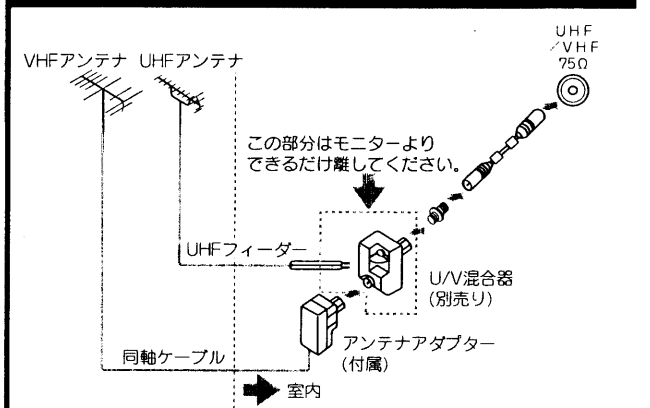 UHF
/VHF
75Ω
VHFアンテナ UHFアンテナ
この部分はモニターより
できるだけ離してください。
UHFフィーダー
U/V混合器
(別売り)
アンテナアダプター
(付属)
同軸ケーブル
室内